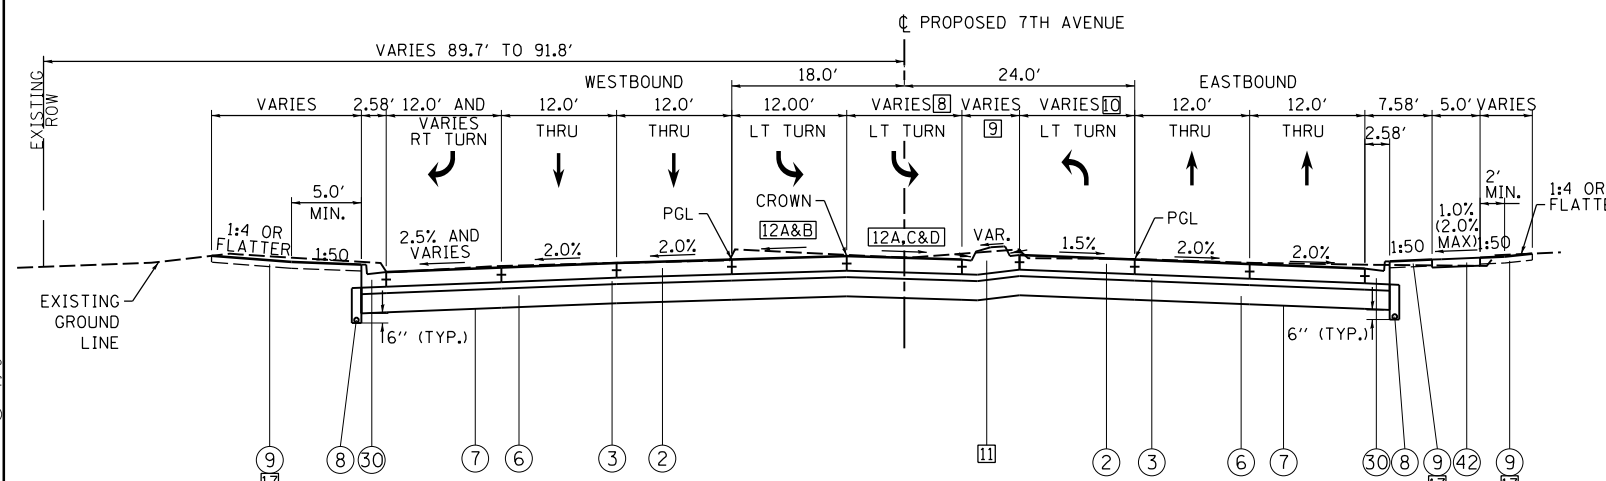 ℄ PROPOSED 7TH AVENUE
VARIES 89.7' TO 91.8'
EXISTING
ROW
WESTBOUND
18.0'
24.0'
EASTBOUND
VARIES
2.58'
12.0' AND
VARIES
RT TURN
12.0'
THRU
12.0'
THRU
12.00'
LT TURN
VARIES 8
LT TURN
VARIES
9
VARIES 10
LT TURN
12.0'
THRU
12.0'
THRU
7.58'
5.0'
VARIES
2.58'
5.0'
MIN.
2'
MIN.
1:4 OR
FLATTER
1:50
2.5% AND
VARIES
2.0%
2.0%
PGL
CROWN
12A&B
12A,C&D
VAR.
1.5%
PGL
2.0%
2.0%
1:50
1.0%
(2.0%
MAX)
1:50
1:4 OR
EXISTING
GROUND
LINE
6'' (TYP.)
6'' (TYP.)
9
8
30
7
6
3
2
11
2
3
6
7
30
8
9
42
9